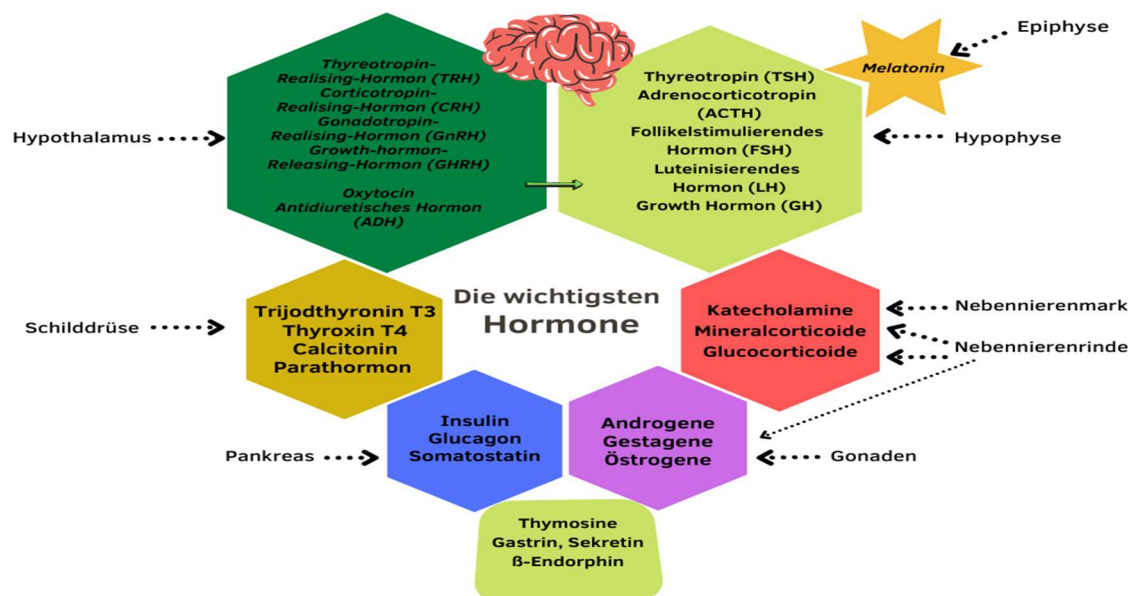 Epiphyse
Melatonin
Thyreotropin-
Realising-Hormon (TRH)
Corticotropin-
Realising-Hormon (CRH)
Gonadotropin-
Realising-Hormon (GnRH)
Growth-hormon-
Releasing-Hormon (GHRH)
Oxytocin
Antidiuretisches Hormon
(ADH)
Hypothalamus
Thyreotropin (TSH)
Adrenocorticotropin
(ACTH)
Follikelstimulierendes
Hormon (FSH)
Luteinisierendes
Hormon (LH)
Growth Hormon (GH)
Hypophyse
Die wichtigsten
Hormone
Schilddrüse
Trijodthyronin T3
Thyroxin T4
Calcitonin
Parathormon
Katecholamine
Mineralcorticoide
Glucocorticoide
Nebennierenmark
Nebennierenrinde
Pankreas
Insulin
Glucagon
Somatostatin
Androgene
Gestagene
Östrogene
Gonaden
Thymosine
Gastrin, Sekretin
ß-Endorphin